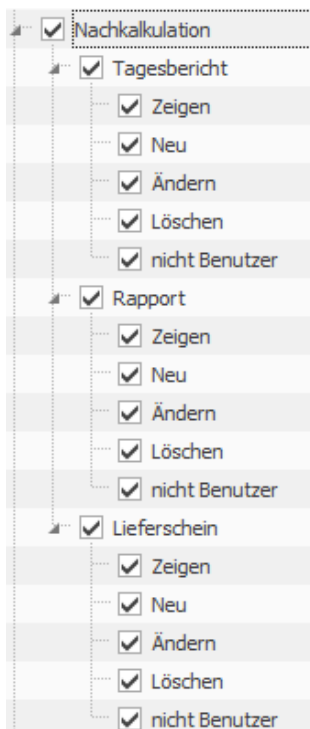 Nachkalkulation
Tagesbericht
Zeigen
Neu
Ändern
Löschen
nicht Benutzer
Rapport
Zeigen
Neu
Ändern
Löschen
nicht Benutzer
Lieferschein
Zeigen
Neu
Ändern
Löschen
nicht Benutzer